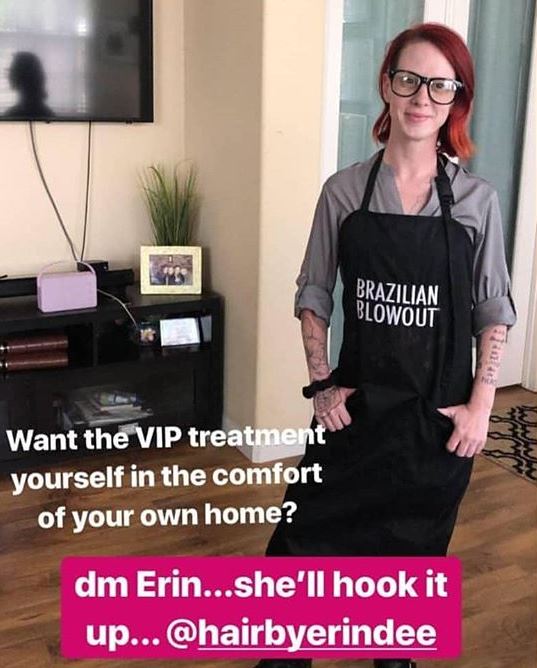 BRAZILIAN
BLOWOUT
Want the VIP treatment
yourself in the comfort
of your own home?
dm Erin...she'll hook it
up... @hairbyerindee